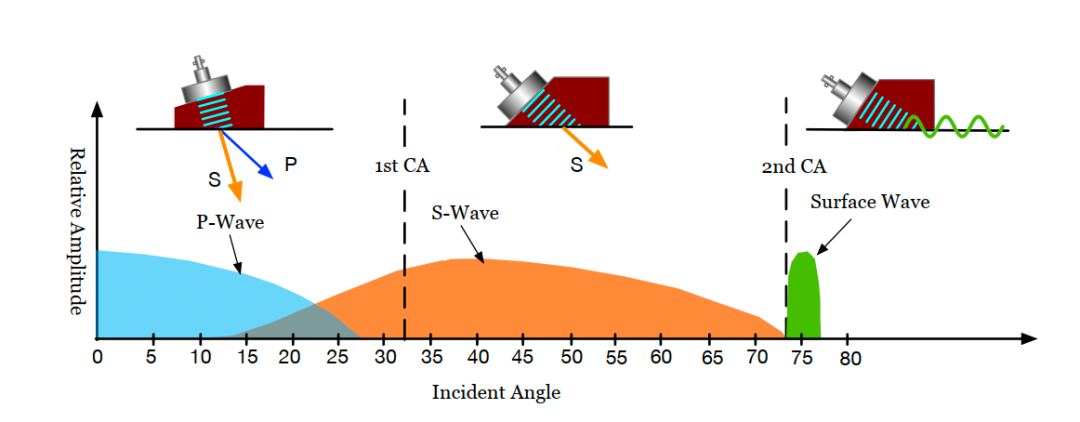 S
P
1st CA
S
2nd CA
P-Wave
S-Wave
Surface Wave
Relative Amplitude
0 5 10 15 20 25 30 35 40 45 50 55 60 65 70 75 80
Incident Angle